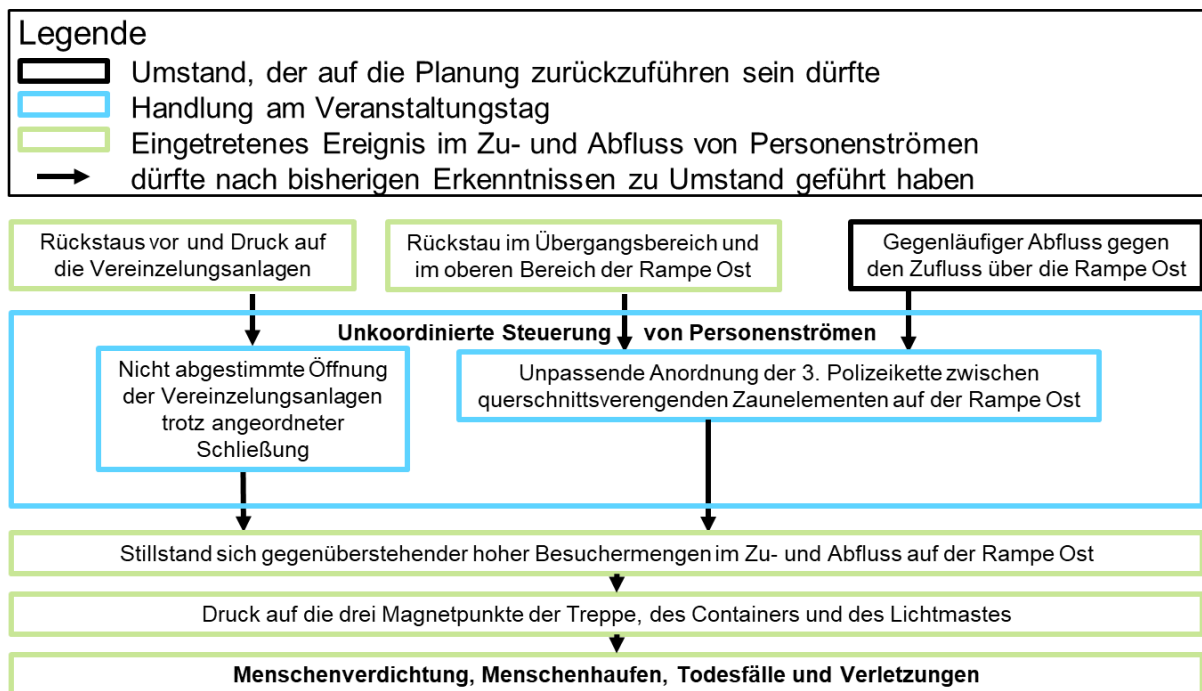 Legende
Umstand, der auf die Planung zurückzuführen sein dürfte
Handlung am Veranstaltungstag
Eingetretenes Ereignis im Zu- und Abfluss von Personenströmen
dürfte nach bisherigen Erkenntnissen zu Umstand geführt haben
Rückstaus vor und Druck auf
die Vereinzelungsanlagen
Rückstau im Übergangsbereich und
im oberen Bereich der Rampe Ost
Gegenläufiger Abfluss gegen
den Zufluss über die Rampe Ost
Unkoordinierte Steuerung von Personenströmen
Nicht abgestimmte Öffnung
der Vereinzelungsanlagen
trotz angeordneter
Schließung
Unpassende Anordnung der 3. Polizeikette zwischen
querschnittsverengenden Zaunelementen auf der Rampe Ost
Stillstand sich gegenüberstehender hoher Besuchermengen im Zu- und Abfluss auf der Rampe Ost
Druck auf die drei Magnetpunkte der Treppe, des Containers und des Lichtmastes
Menschenverdichtung, Menschenhaufen, Todesfälle und Verletzungen